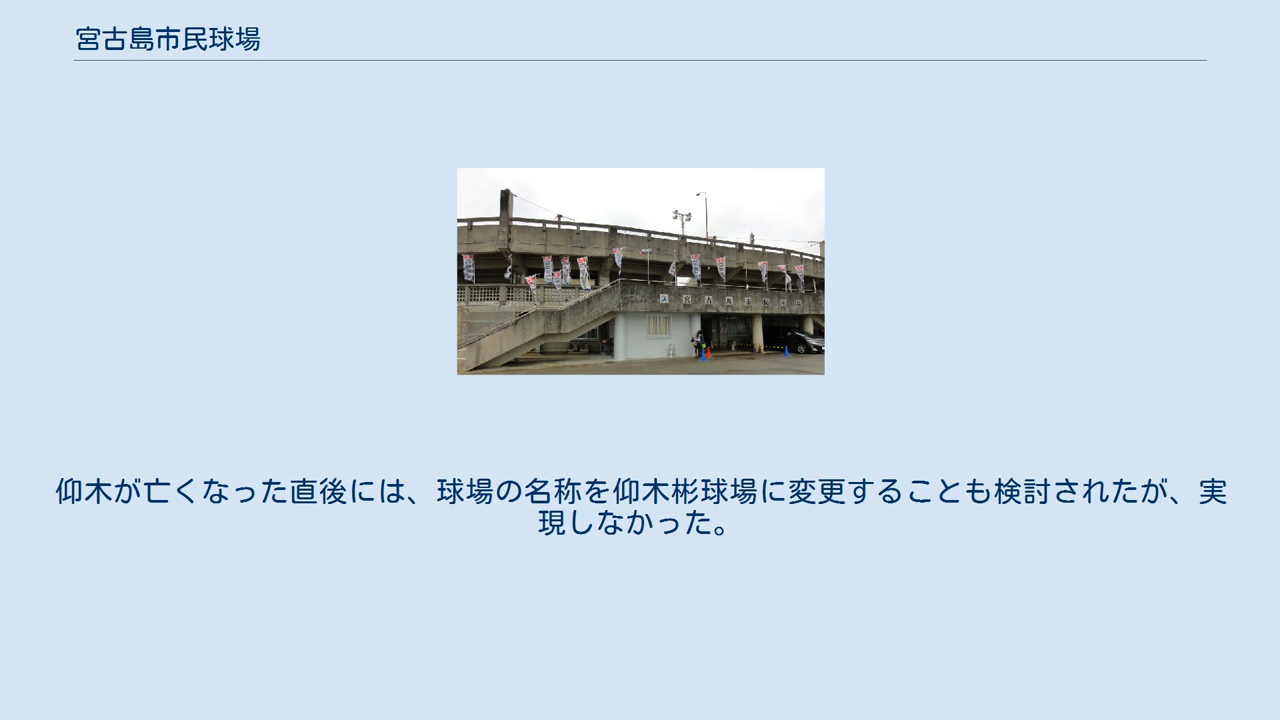 宮古島市民球場
仰木が亡くなった直後には、球場の名称を仰木彬球場に変更することも検討されたが、実
現しなかった。